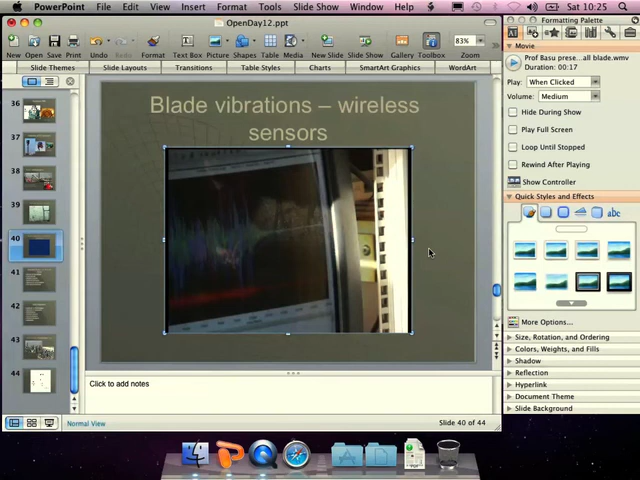 PowerPoint File Edit View Insert Format Tools Slide Show Window Help Sat 10:25
OpenDay12.ppt
New Open Save Print Undo Redo Text Box Picture Shapes Table New Slide Slide Show Gallery Toolbox Zoom
83%
Slide Themes Slide Layouts Transitions Table Styles Charts SmartArt Graphics WordArt
36
37
38
39
40
41
42
43
44
Blade vibrations – wireless
sensors
Click to add notes
Normal View Slide 40 of 44
Formatting Palette
Movie
Prof Basu prese...all blade.wmv
Duration: 00:17
Play: When Clicked
Volume: Medium
Hide During Show
Play Full Screen
Loop Until Stopped
Rewind After Playing
Show Controller
Quick Styles and Effects
abc
More Options...
Size, Rotation, and Ordering
Colors, Weights, and Fills
Shadow
Reflection
Hyperlink
Document Theme
Slide Background